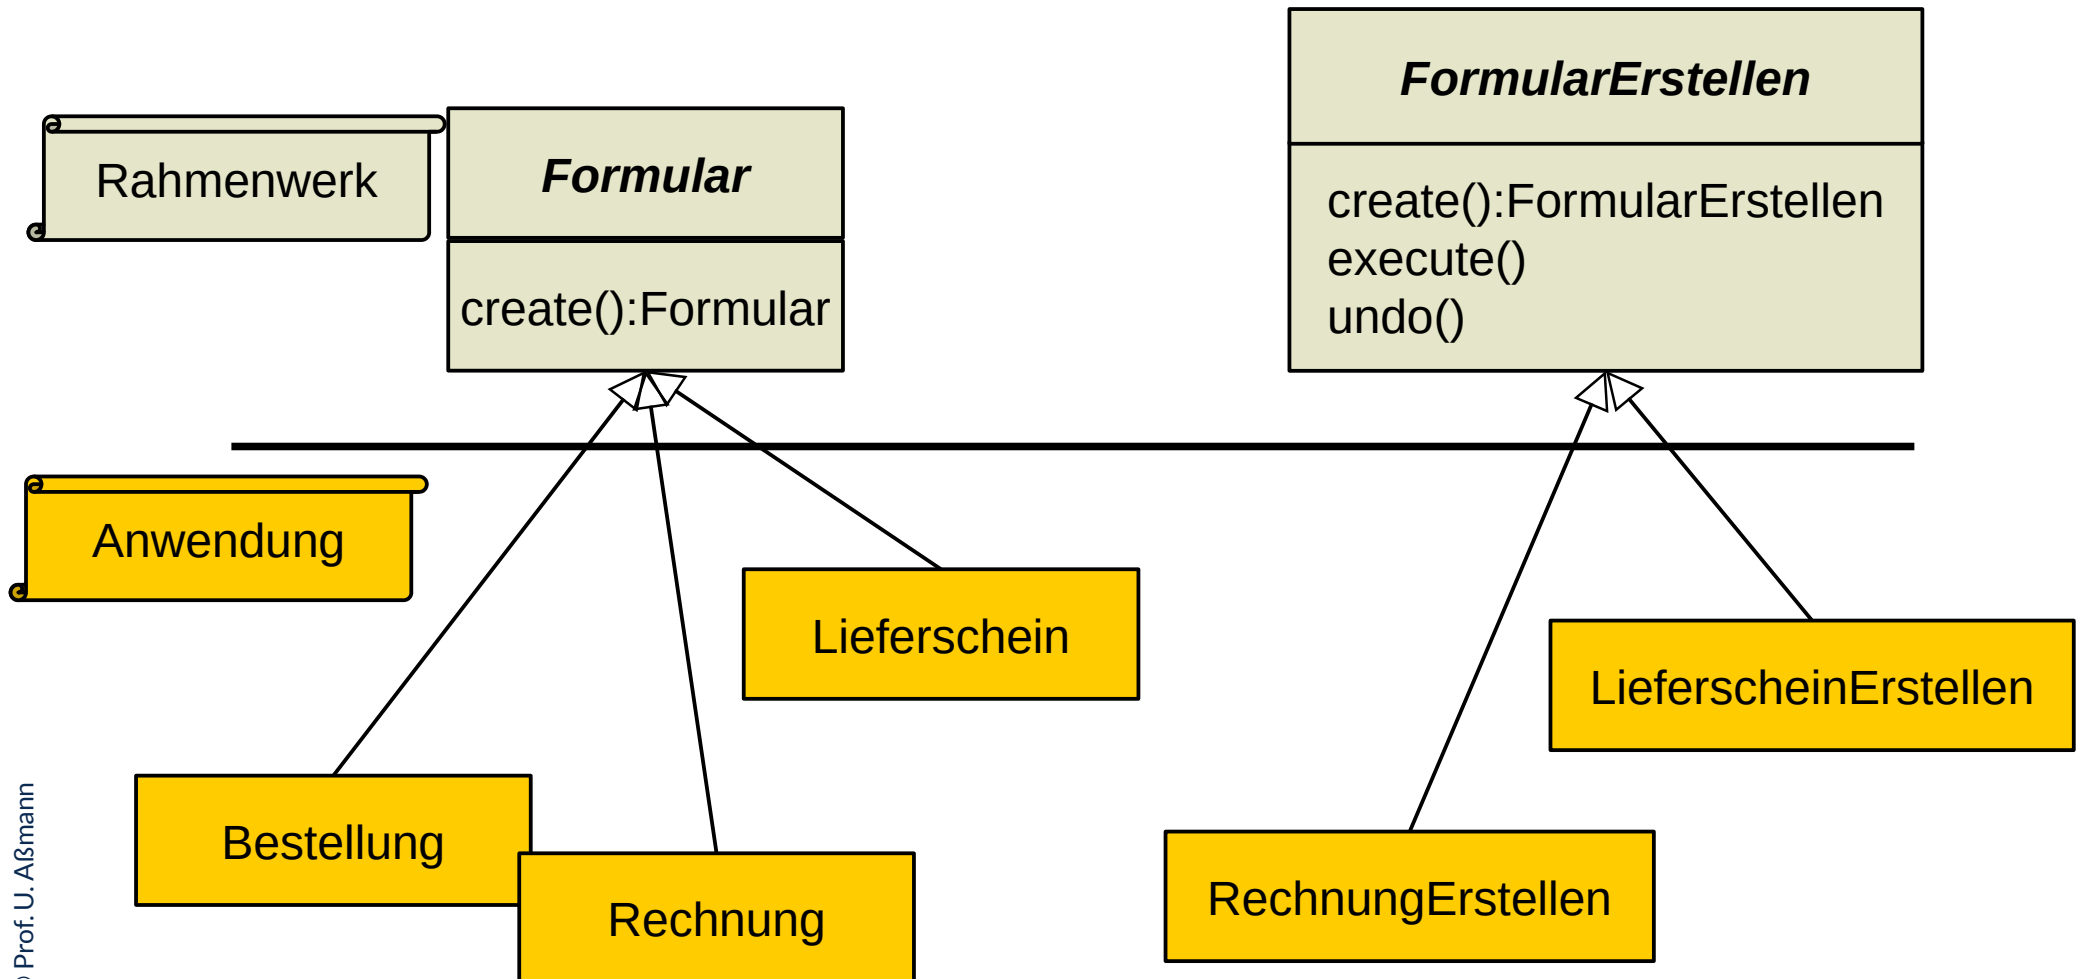 FormularErstellen
Rahmenwerk
Formular
create():FormularErstellen
execute()
undo()
create():Formular
Anwendung
Lieferschein
LieferscheinErstellen
Bestellung
Rechnung
RechnungErstellen
© Prof. U. Aßmann